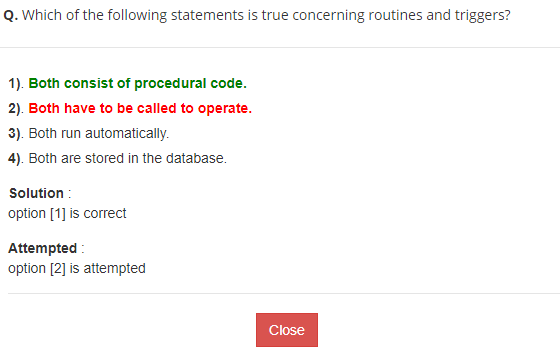 Q. Which of the following statements is true concerning routines and triggers?
1). Both consist of procedural code.
2). Both have to be called to operate.
3). Both run automatically.
4). Both are stored in the database.
Solution :
option [1] is correct
Attempted :
option [2] is attempted
Close